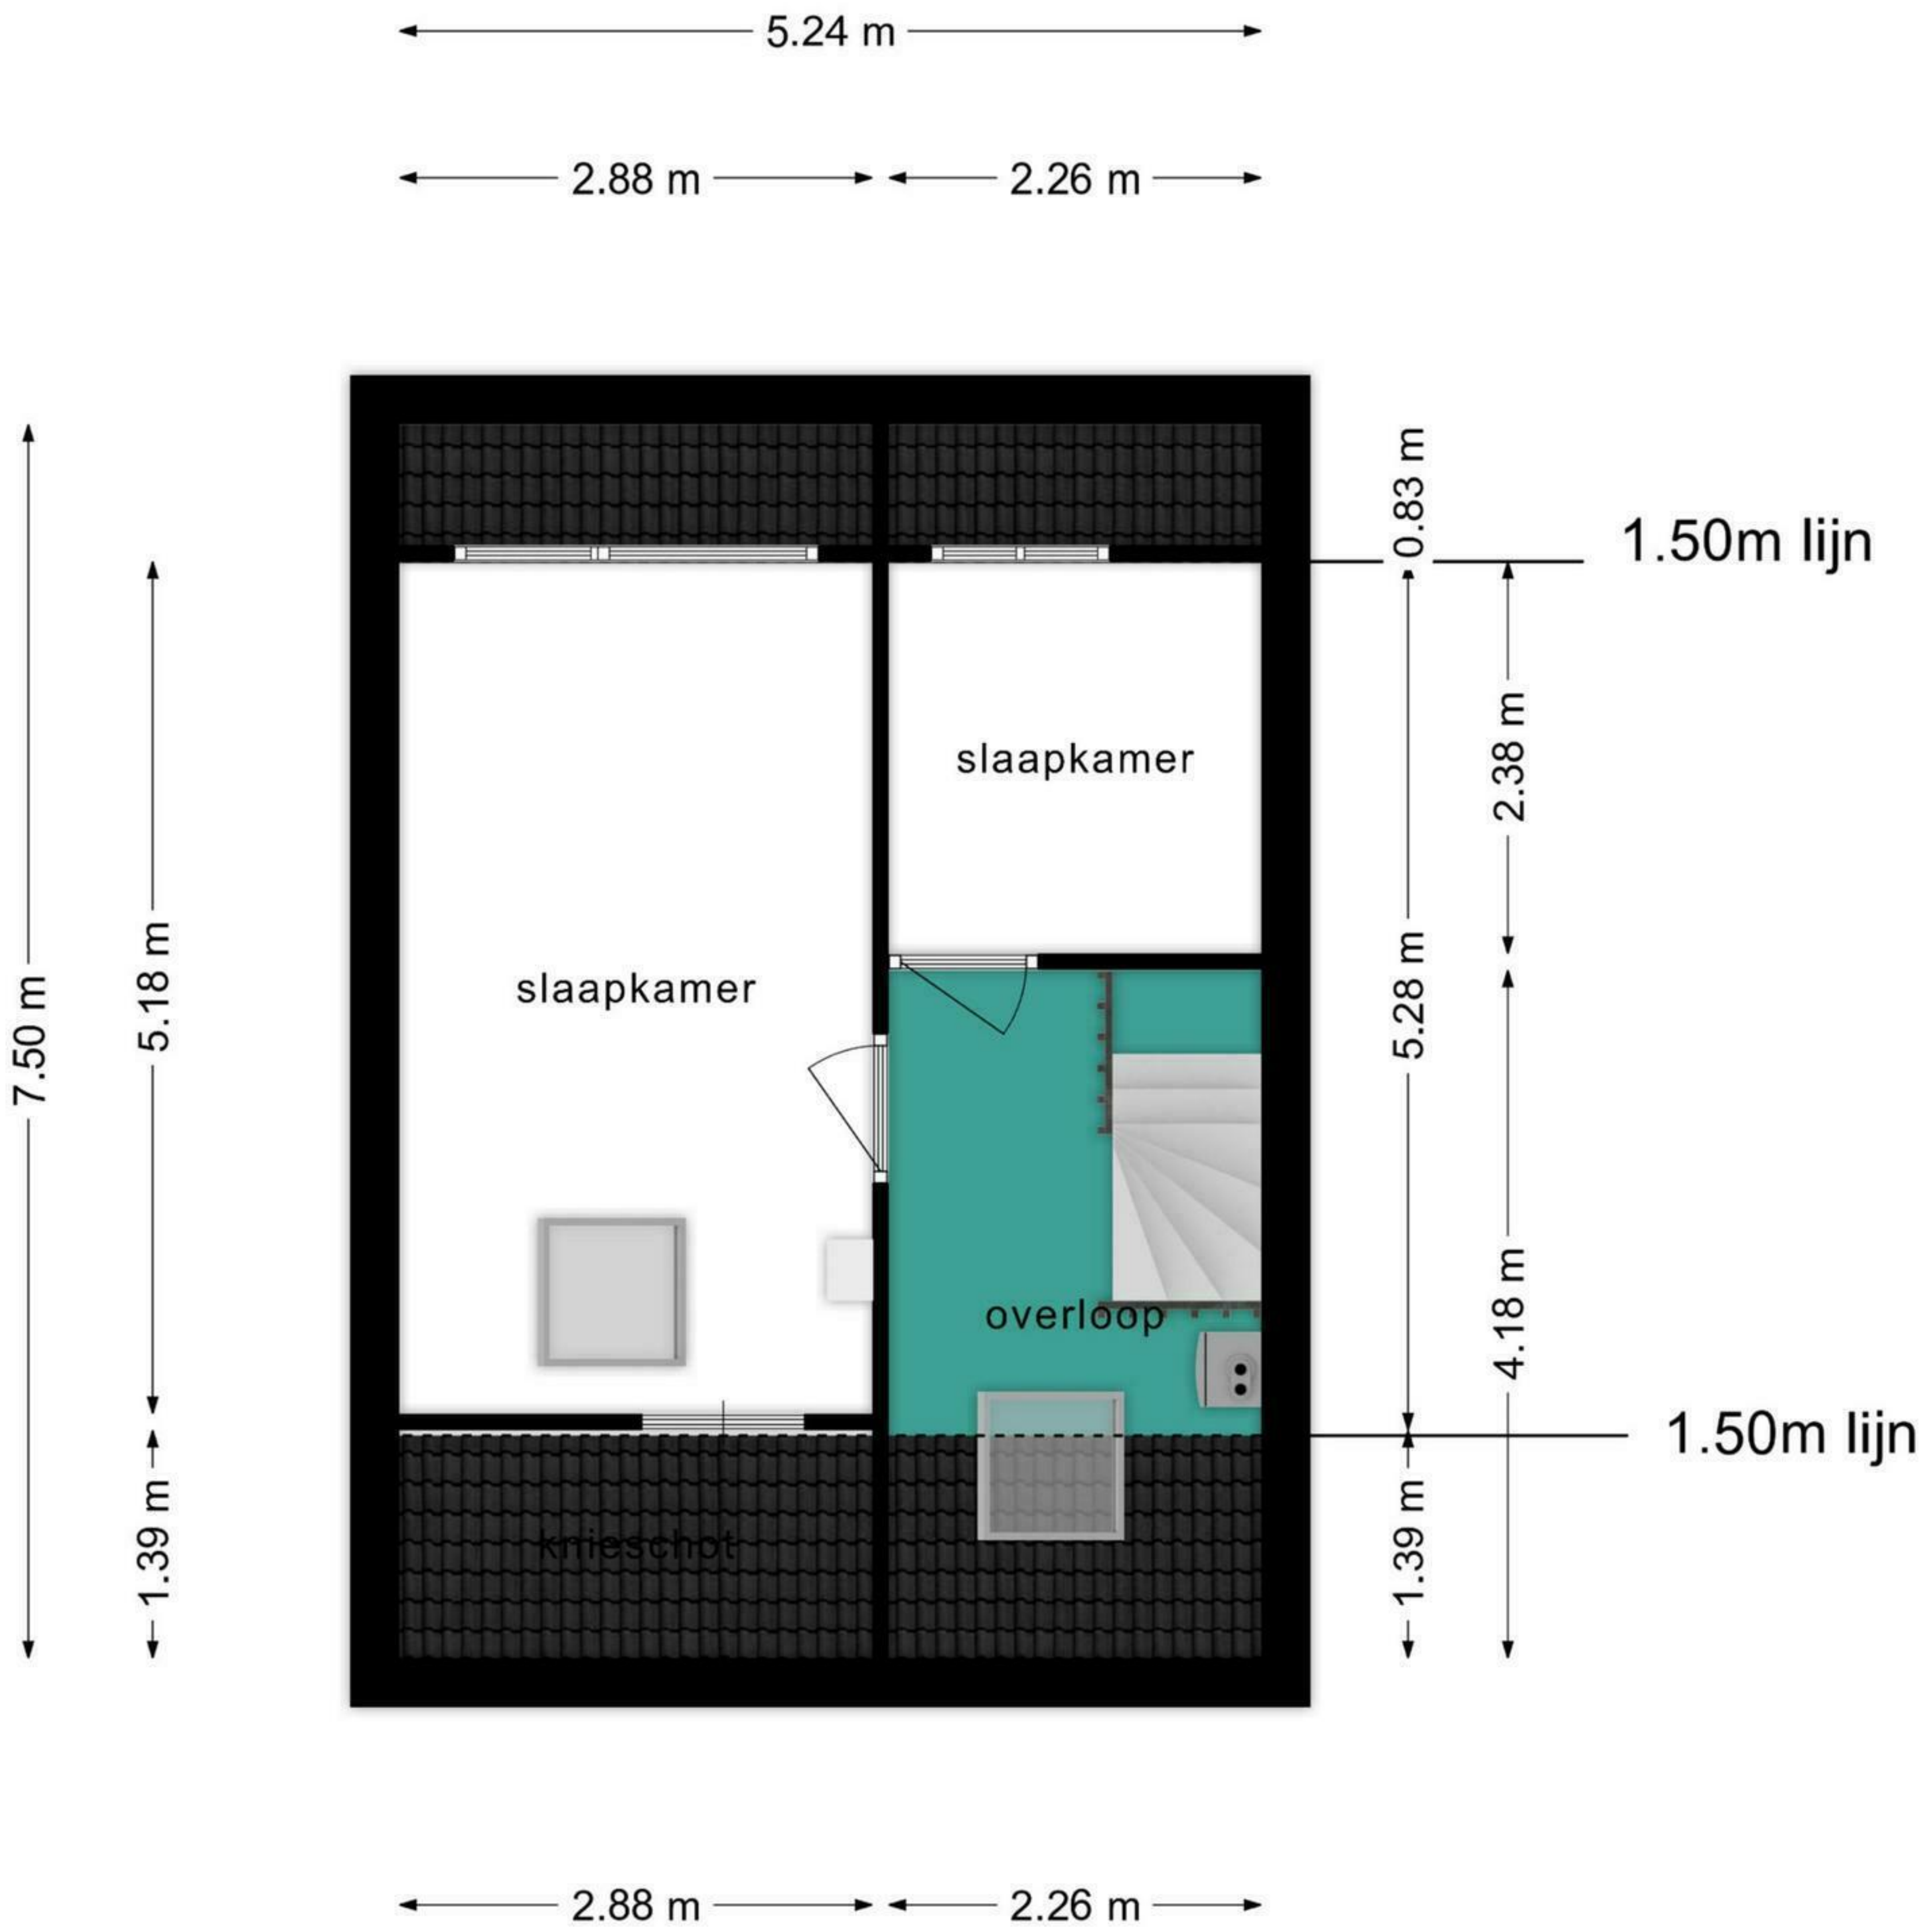 5.24 m
2.88 m
2.26 m
0.83 m
1.50m lijn
2.38 m
slaapkamer
slaapkamer
7.50 m
5.18 m
5.28 m
4.18 m
overloop
1.50m lijn
1.39 m
knieschot
1.39 m
2.88 m
2.26 m